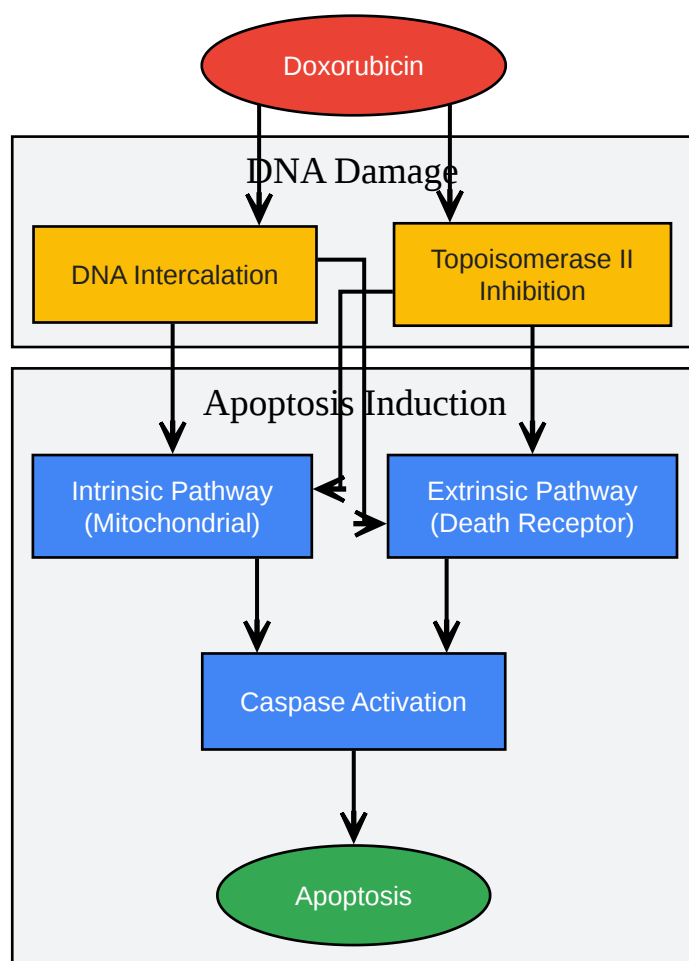 Doxorubicin
DNA Damage
DNA Intercalation
Topoisomerase II
Inhibition
Apoptosis Induction
Intrinsic Pathway
(Mitochondrial)
Extrinsic Pathway
(Death Receptor)
Caspase Activation
Apoptosis